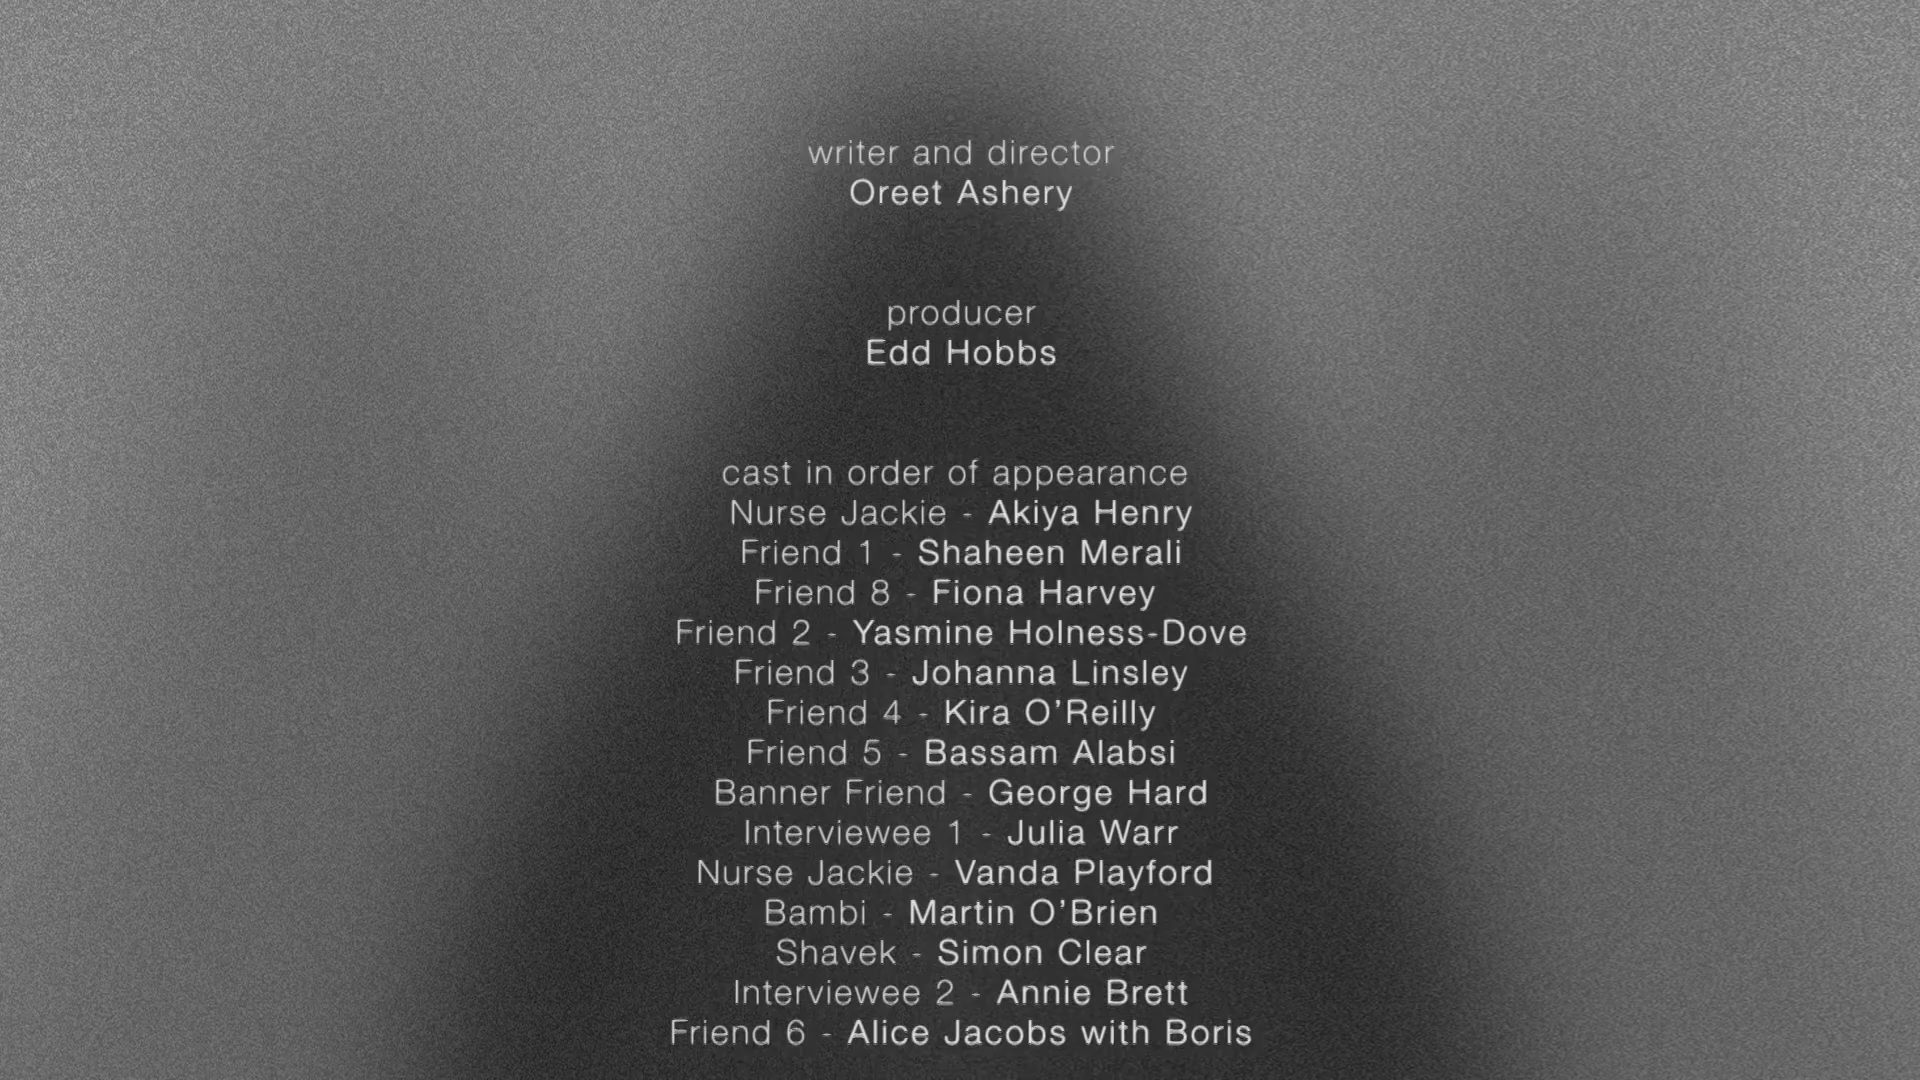 writer and director
Oreet Ashery
producer
Edd Hobbs
cast in order of appearance
Nurse Jackie - Akiya Henry
Friend 1 - Shaheen Merali
Friend 8 - Fiona Harvey
Friend 2 - Yasmine Holness-Dove
Friend 3 - Johanna Linsley
Friend 4 - Kira O’Reilly
Friend 5 - Bassam Alabsi
Banner Friend - George Hard
Interviewee 1 - Julia Warr
Nurse Jackie - Vanda Playford
Bambi - Martin O’Brien
Shavek - Simon Clear
Interviewee 2 - Annie Brett
Friend 6 - Alice Jacobs with Boris